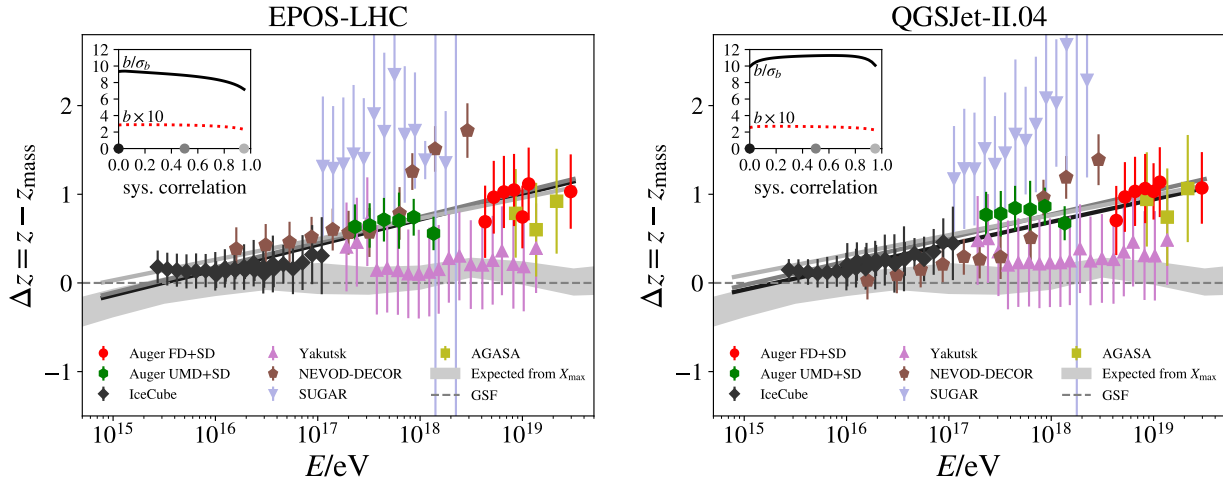 EPOS-LHC
Δz = z − z_mass
2
1
0
−1
12
10
8
6
4
2
0
b/σ_b
b × 10
0.0 0.2 0.4 0.6 0.8 1.0
sys. correlation
Auger FD+SD
Auger UMD+SD
IceCube
Yakutsk
NEVOD-DECOR
SUGAR
AGASA
Expected from X_max
GSF
10^15 10^16 10^17 10^18 10^19
E/eV
QGSJet-II.04
Δz = z − z_mass
2
1
0
−1
12
10
8
6
4
2
0
b/σ_b
b × 10
0.0 0.2 0.4 0.6 0.8 1.0
sys. correlation
Auger FD+SD
Auger UMD+SD
IceCube
Yakutsk
NEVOD-DECOR
SUGAR
AGASA
Expected from X_max
GSF
10^15 10^16 10^17 10^18 10^19
E/eV